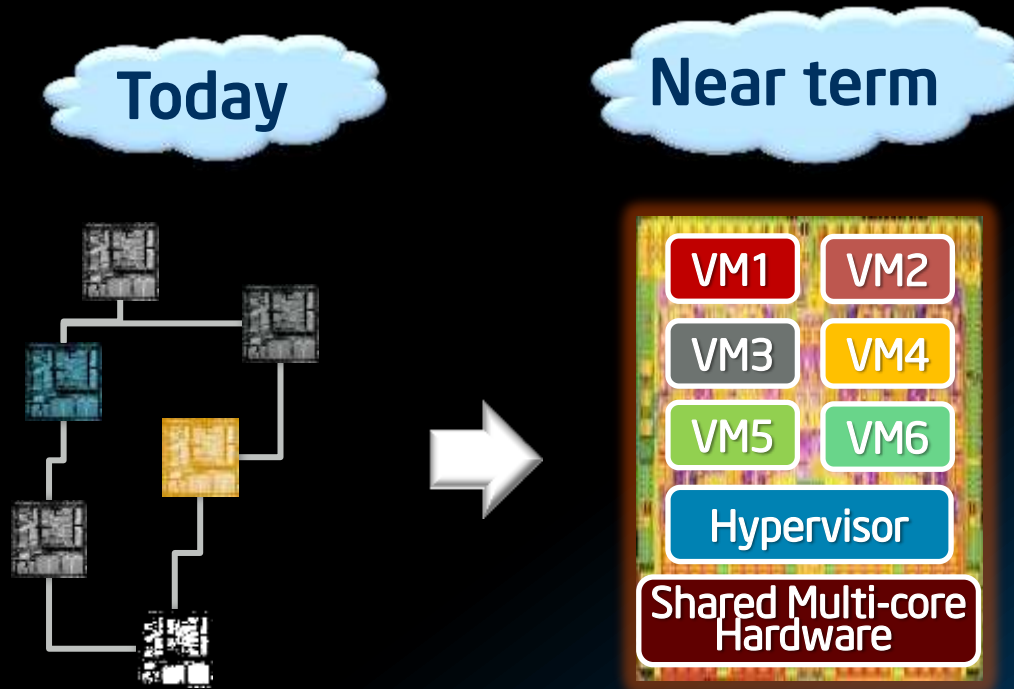 Today
Near term
VM1
VM2
VM3
VM4
VM5
VM6
Hypervisor
Shared Multi-core
Hardware